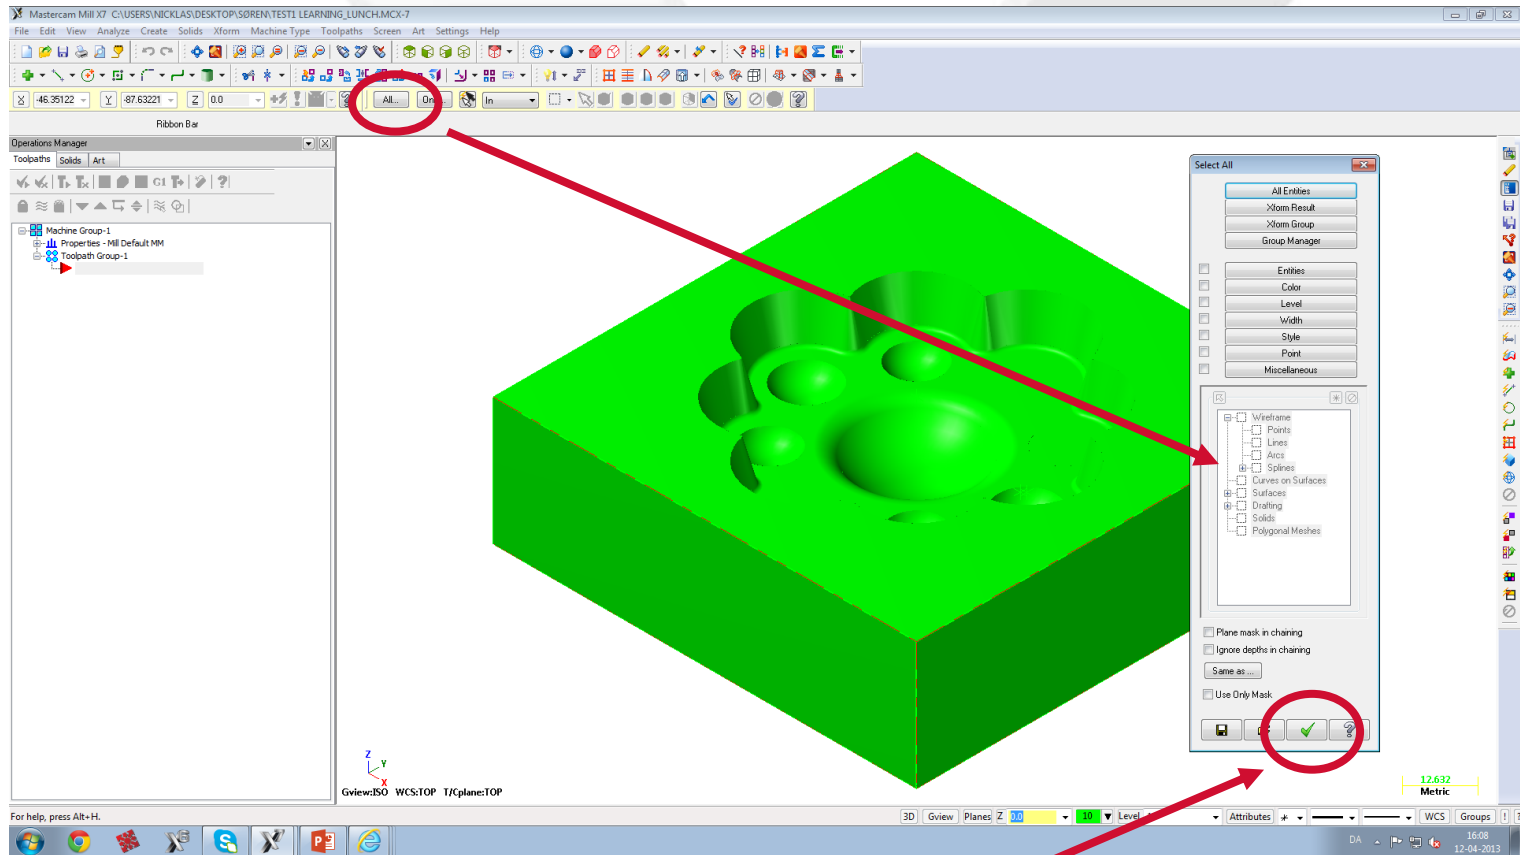 Mastercam Mill X7 C:\USERS\NICKLAS\DESKTOP\SØREN\TEST1 LEARNING_LUNCH.MCX-7
File Edit View Analyze Create Solids Xform Machine Type Toolpaths Screen Art Settings Help
X -46.35122 Y -87.63221 Z 0.0 All... In
Ribbon Bar
Operations Manager
Toolpaths Solids Art
G1
Machine Group-1
Properties - Mill Default MM
Toolpath Group-1
Select All
All Entities
Xform Result
Xform Group
Group Manager
Entities
Color
Level
Width
Style
Point
Miscellaneous
Wireframe
Points
Lines
Arcs
Splines
Curves on Surfaces
Surfaces
Drafting
Solids
Polygonal Meshes
Plane mask in chaining
Ignore depths in chaining
Same as ...
Use Only Mask
Z
Y
X
Gview:ISO WCS:TOP T/Cplane:TOP
12.632
Metric
For help, press Alt+H.
3D Gview Planes Z 0.0 10 Level Attributes WCS Groups
DA 16:08
12-04-2013